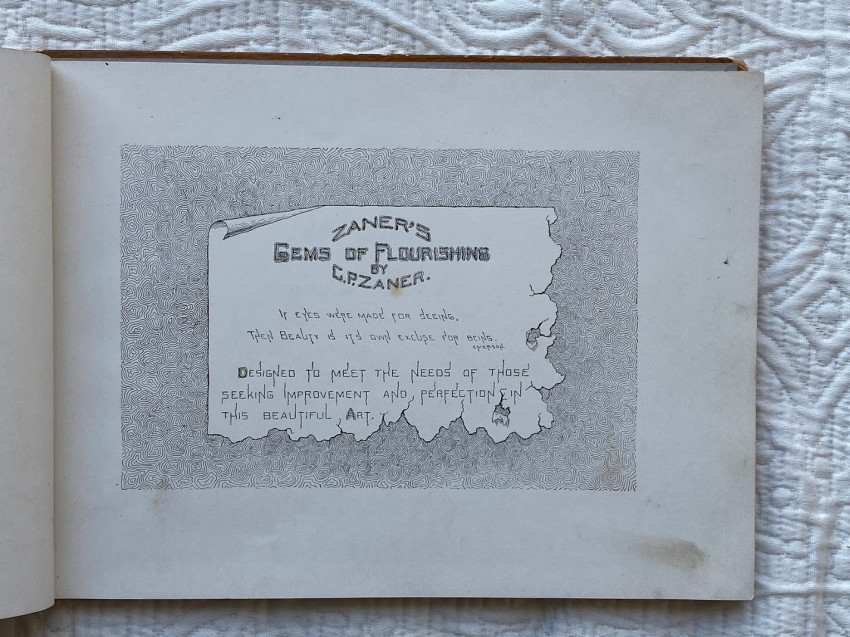 ZANER'S
GEMS OF FLOURISHING
BY
C.P. ZANER.
IF EYES WERE MADE FOR SEEING,
THEN BEAUTY IS IT'S OWN EXCUSE FOR BEING.
EMERSON.
DESIGNED TO MEET THE NEEDS OF THOSE
SEEKING IMPROVEMENT AND PERFECTION IN
THIS BEAUTIFUL ART.